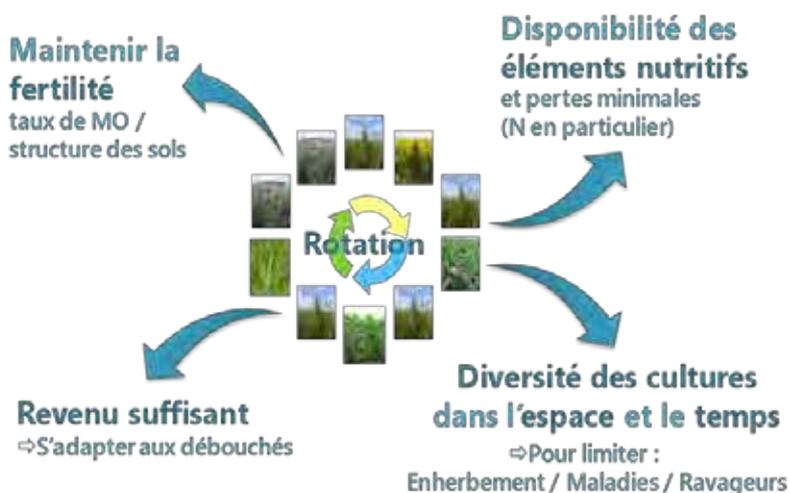 Maintenir la
fertilité
taux de MO /
structure des sols
Disponibilité des
éléments nutritifs
et pertes minimales
(N en particulier)
Rotation
Revenu suffisant
⇨S'adapter aux débouchés
Diversité des cultures
dans l'espace et le temps
⇨Pour limiter :
Enherbement / Maladies / Ravageurs